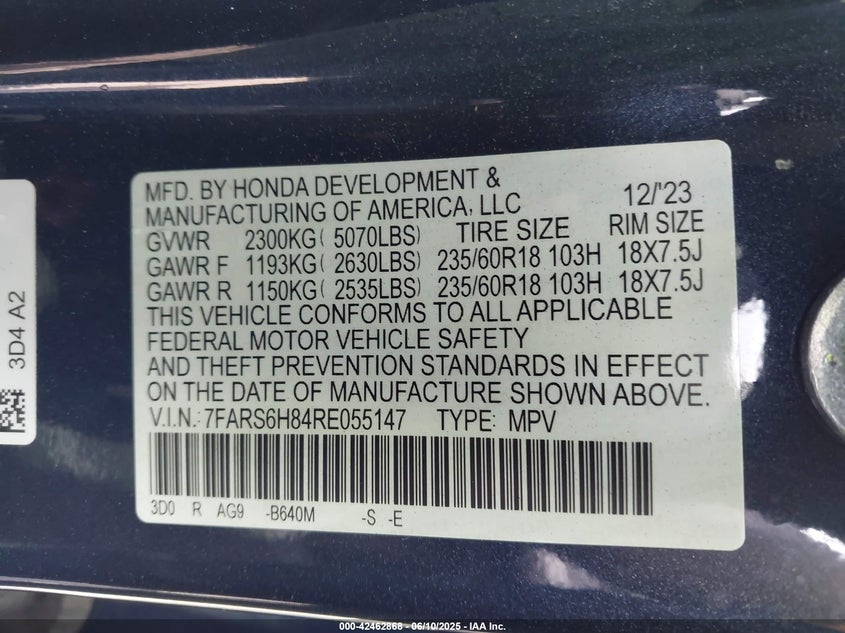 MFD. BY HONDA DEVELOPMENT &
MANUFACTURING OF AMERICA, LLC 12/'23
GVWR 2300KG( 5070LBS) TIRE SIZE RIM SIZE
GAWR F 1193KG( 2630LBS) 235/60R18 103H 18X7.5J
GAWR R 1150KG( 2535LBS) 235/60R18 103H 18X7.5J
THIS VEHICLE CONFORMS TO ALL APPLICABLE
FEDERAL MOTOR VEHICLE SAFETY
AND THEFT PREVENTION STANDARDS IN EFFECT
ON THE DATE OF MANUFACTURE SHOWN ABOVE.
V.I.N.: 7FARS6H84RE055147 TYPE: MPV
3D0 R AG9 -B640M -S -E
3D4 A2
000-42462868 - 06/10/2025 - IAA Inc.